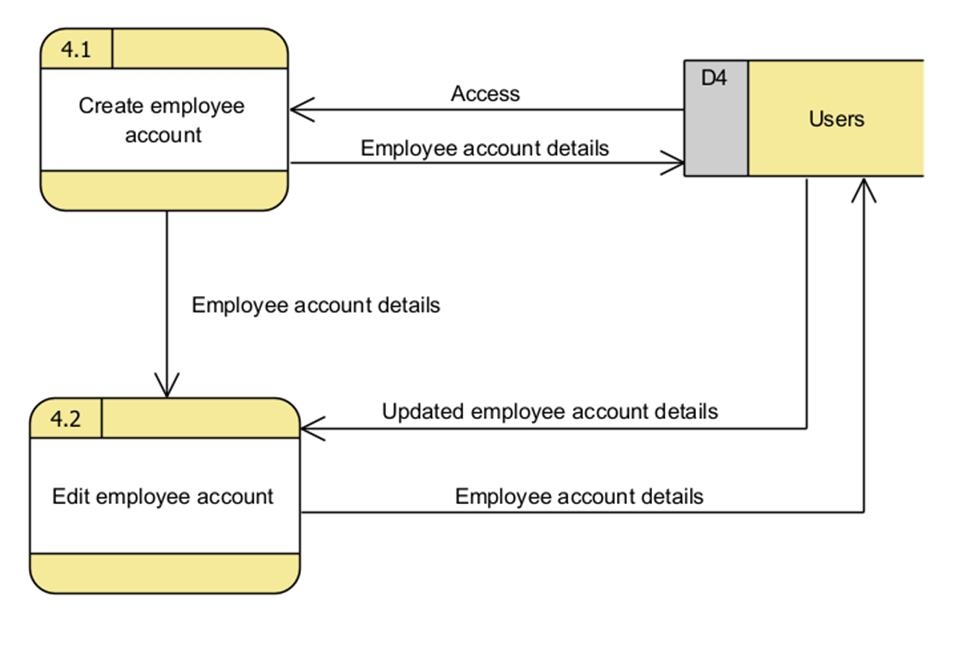 4.1
Create employee
account
Access
Employee account details
D4
Users
Employee account details
4.2
Edit employee account
Updated employee account details
Employee account details